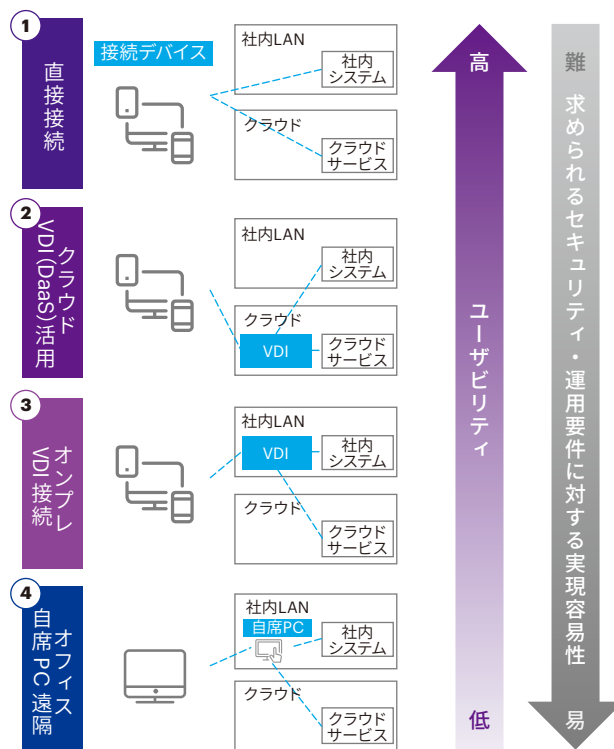 1
直接接続
接続デバイス
社内LAN
社内
システム
クラウド
クラウド
サービス
2
クラウド
VDI(DaaS)活用
社内LAN
社内
システム
クラウド
VDI
クラウド
サービス
3
オンプレ
VDI接続
社内LAN
VDI
社内
システム
クラウド
クラウド
サービス
4
オフィス
自席PC遠隔
社内LAN
自席PC
社内
システム
クラウド
クラウド
サービス
高
ユーザビリティ
低
難
求められるセキュリティ・運用要件に対する実現容易性
易